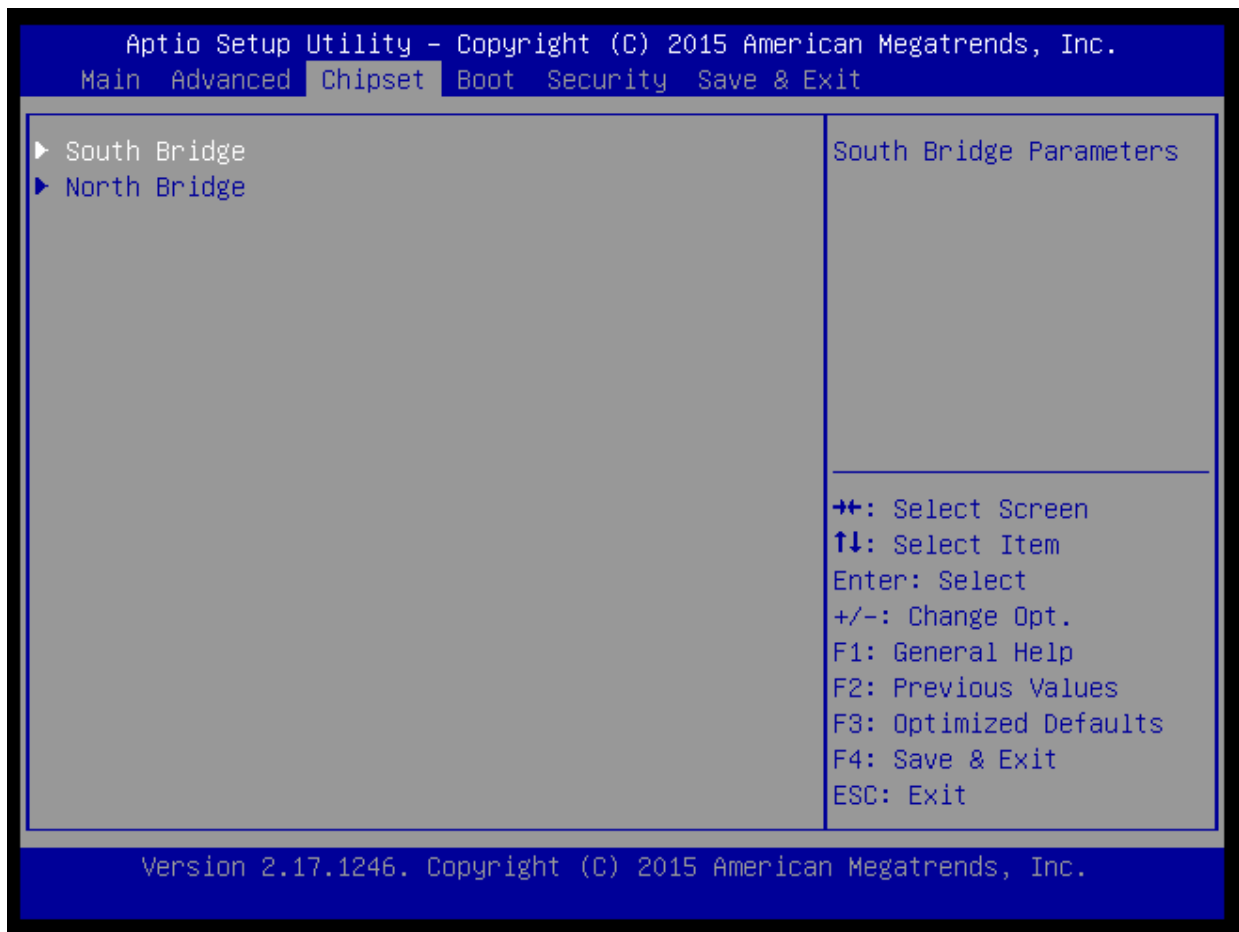 Aptio Setup Utility – Copyright (C) 2015 American Megatrends, Inc.
Main Advanced Chipset Boot Security Save & Exit
▶ South Bridge
▶ North Bridge
South Bridge Parameters
→←: Select Screen
↑↓: Select Item
Enter: Select
+/-: Change Opt.
F1: General Help
F2: Previous Values
F3: Optimized Defaults
F4: Save & Exit
ESC: Exit
Version 2.17.1246. Copyright (C) 2015 American Megatrends, Inc.